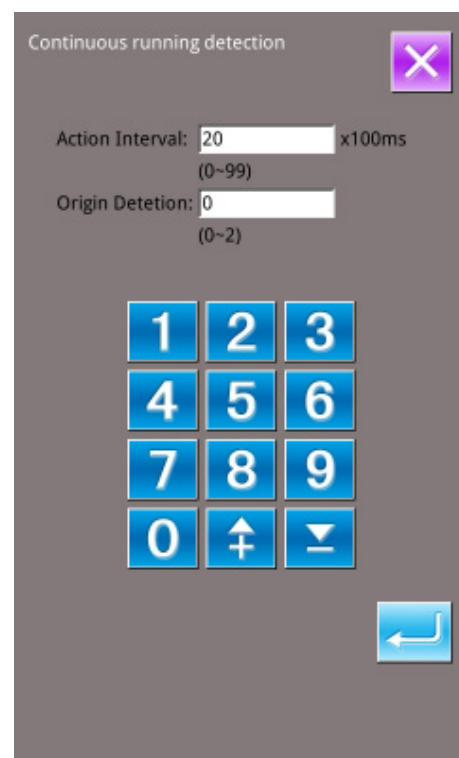 Continuous running detection
Action Interval: 20 x100ms
(0~99)
Origin Detetion: 0
(0~2)
1 2 3
4 5 6
7 8 9
0